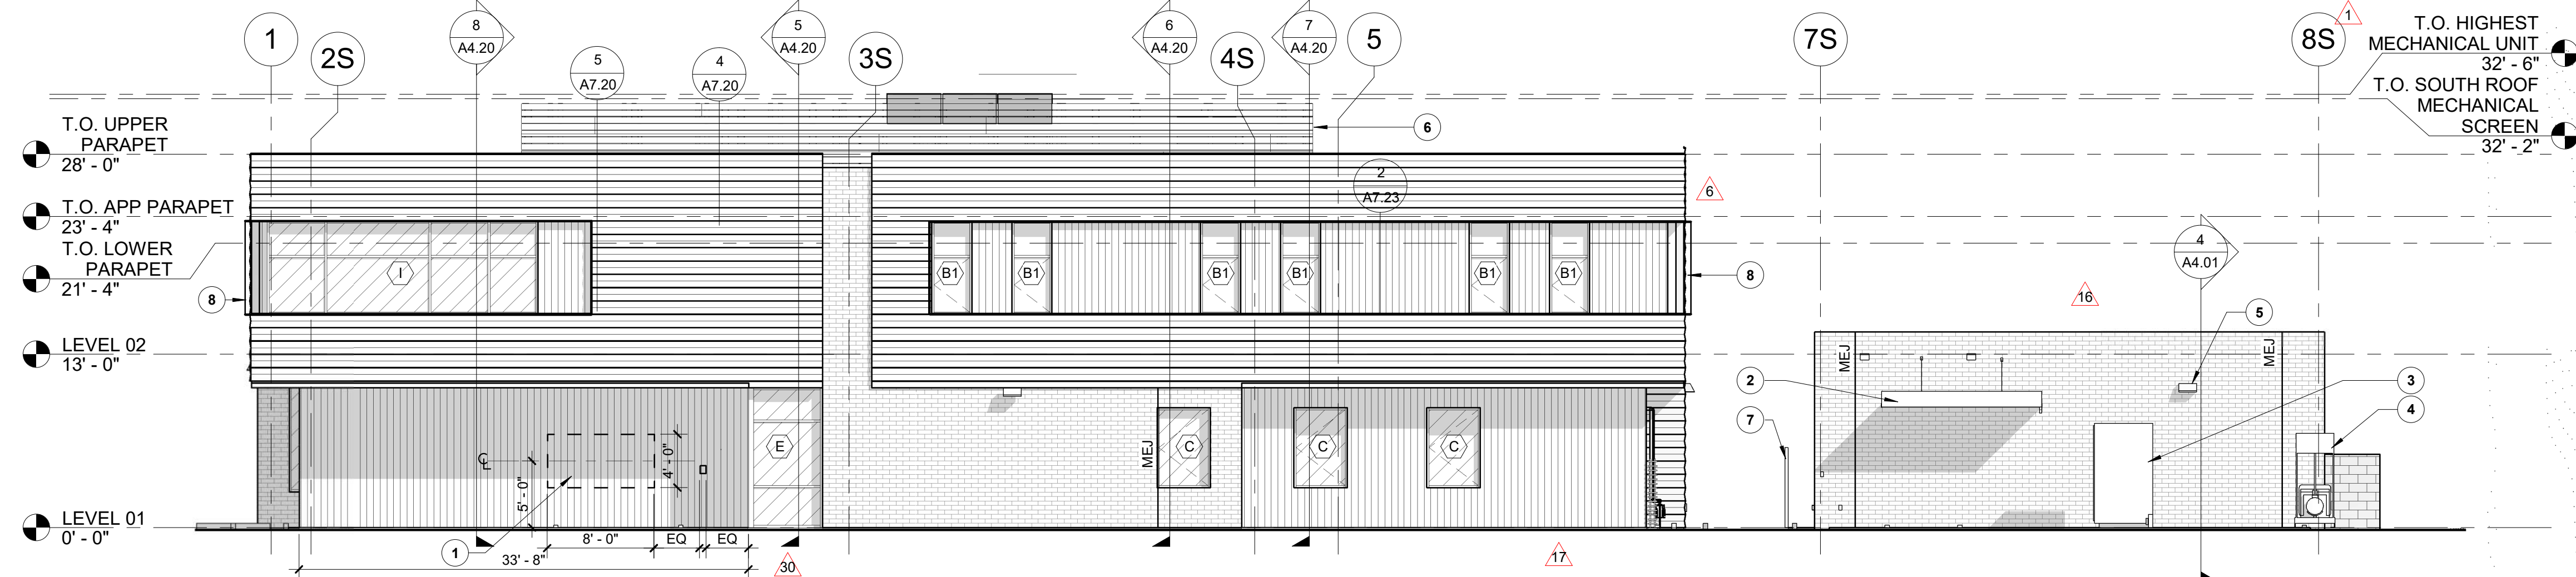 1
2S
8
A4.20
5
A7.20
4
A7.20
5
A4.20
3S
6
A4.20
4S
7
A4.20
5
7S
8S
1
T.O. HIGHEST
MECHANICAL UNIT
32' - 6"
T.O. SOUTH ROOF
MECHANICAL
SCREEN
32' - 2"
T.O. UPPER
PARAPET
28' - 0"
T.O. APP PARAPET
23' - 4"
T.O. LOWER
PARAPET
21' - 4"
LEVEL 02
13' - 0"
LEVEL 01
0' - 0"
6
2
A7.23
6
8
I
B1
B1
B1
B1
B1
B1
8
4
A4.01
16
5
MEJ
MEJ
2
3
4
7
E
MEJ
C
C
C
CL
5' - 0"
4' - 0"
1
8' - 0"
EQ
EQ
33' - 8"
30
17